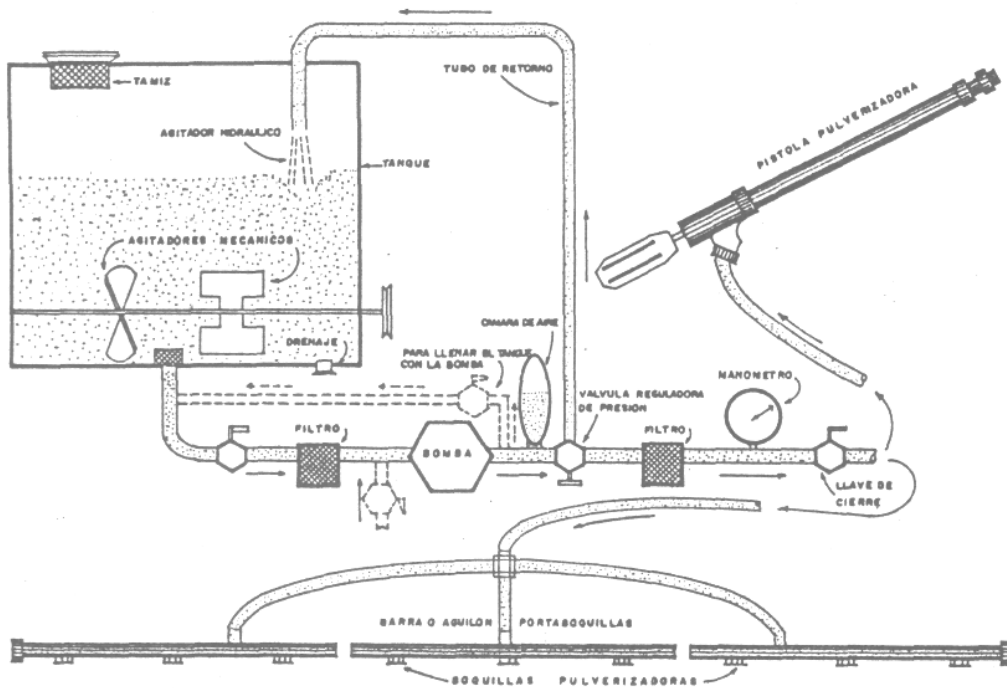 TAMIZ
TUBO DE RETORNO
AGITADOR HIDRAULICO
TANQUE
PISTOLA PULVERIZADORA
AGITADORES MECANICOS
DRENAJE
PARA LLENAR EL TANQUE
CON LA BOMBA
CAMARA DE AIRE
VALVULA REGULADORA
DE PRESION
MANOMETRO
FILTRO
BOMBA
FILTRO
LLAVE DE
CIERRE
BARRA O AGUILON PORTABOQUILLAS
BOQUILLAS PULVERIZADORAS